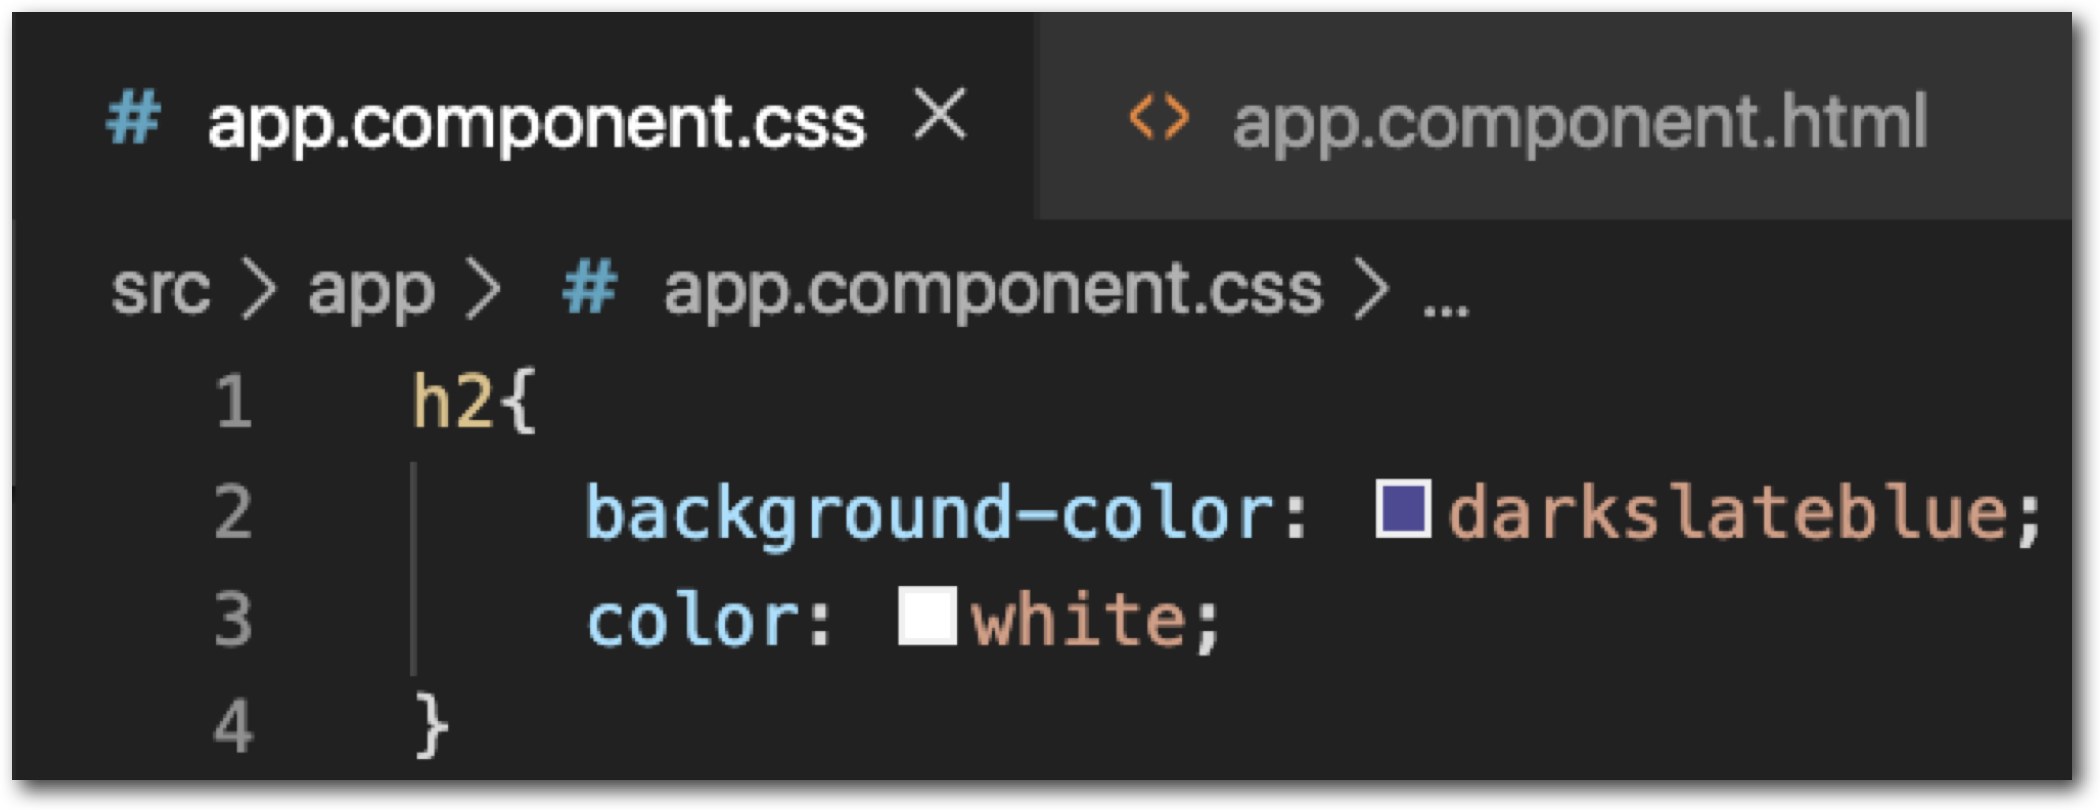 # app.component.css × <> app.component.html
src > app > # app.component.css > ...
1 h2{
2 background-color: darkslateblue;
3 color: white;
4 }